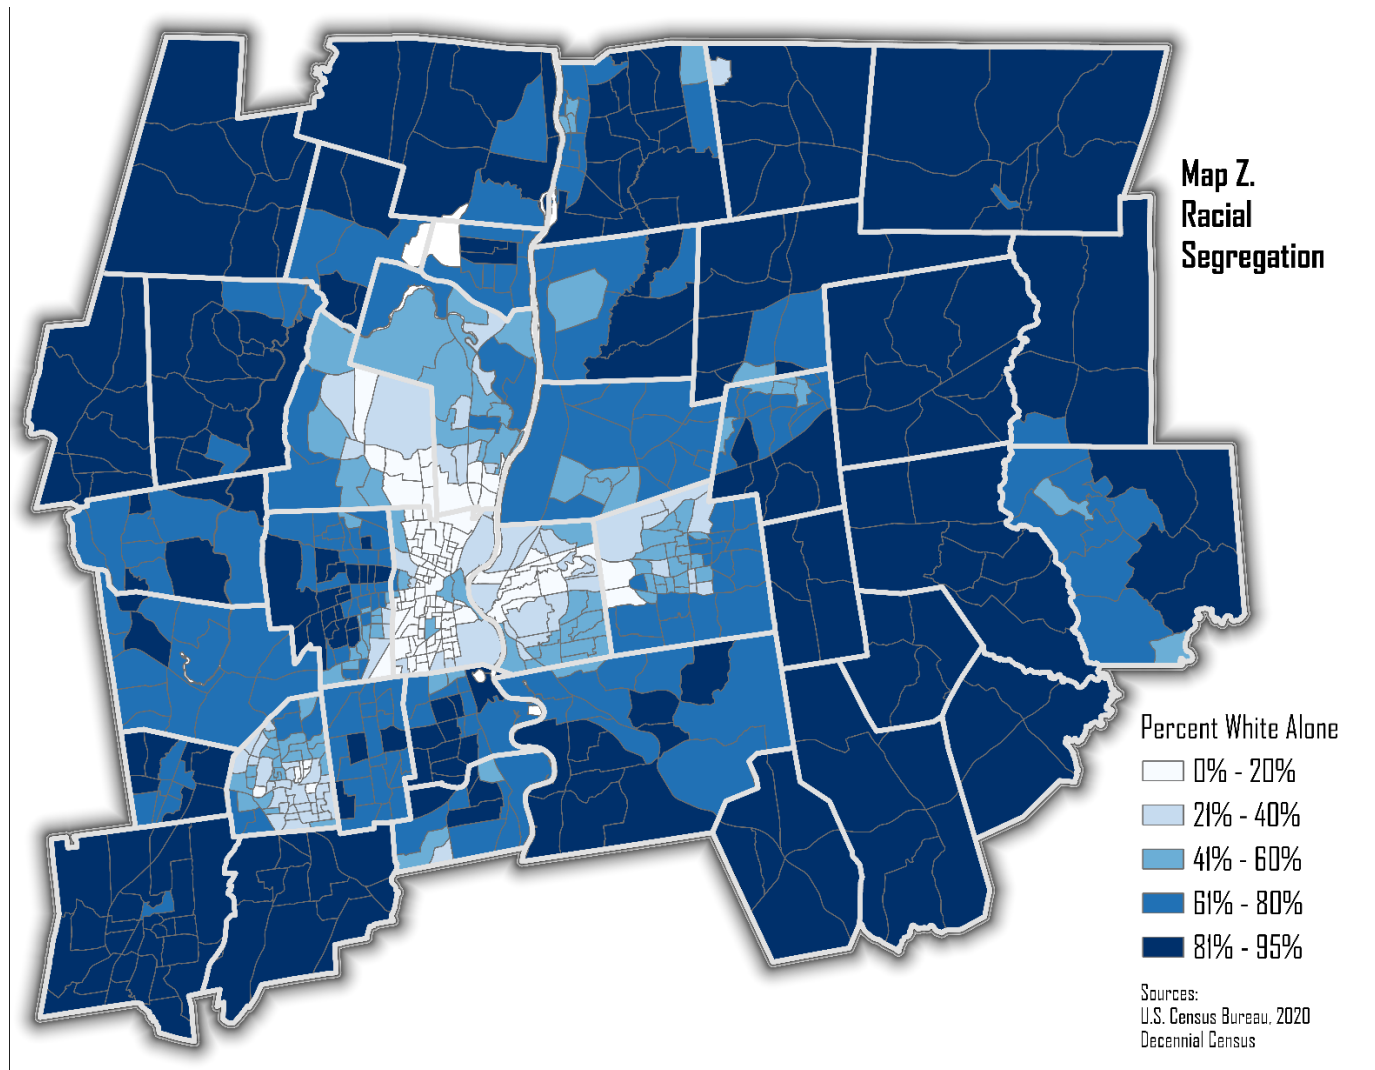 Map Z.
Racial
Segregation
Percent White Alone
0% - 20%
21% - 40%
41% - 60%
61% - 80%
81% - 95%
Sources:
U.S. Census Bureau, 2020
Decennial Census